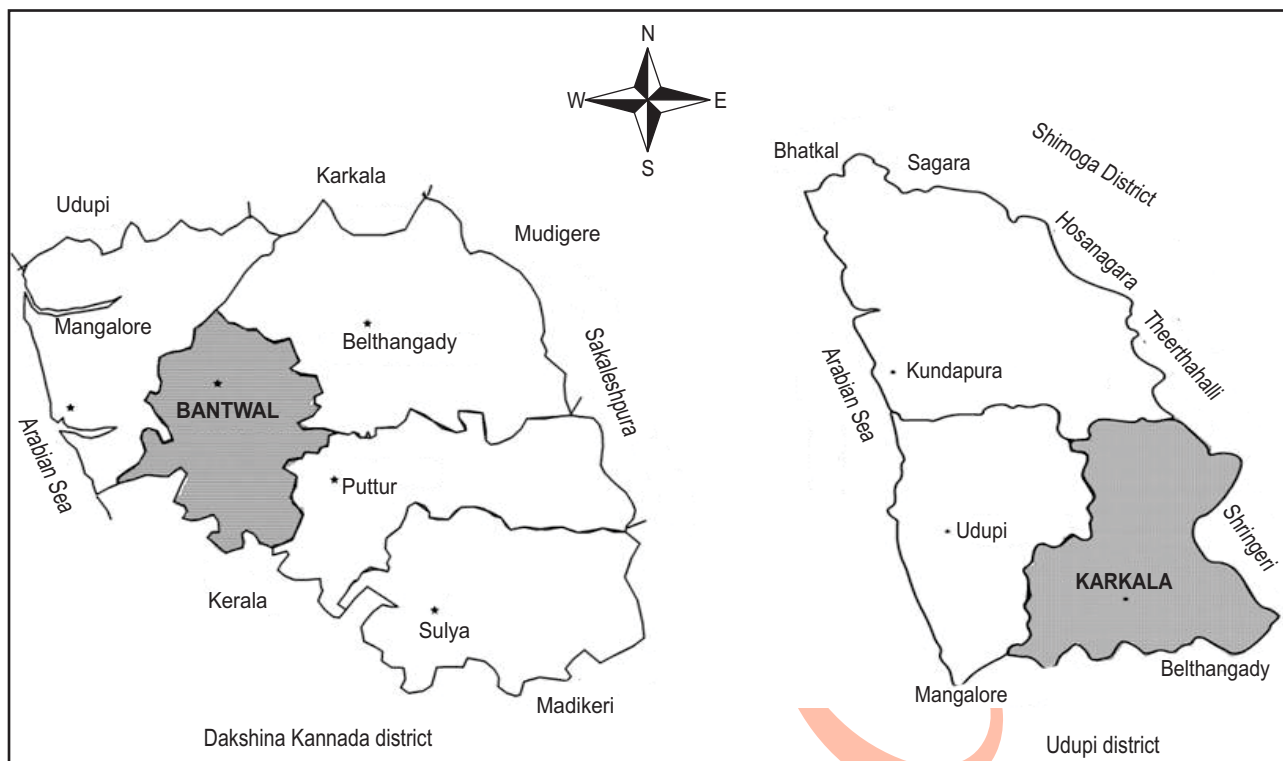 N
W
E
S
Karkala
Udupi
Mudigere
Mangalore
Belthangady
Sakaleshpura
BANTWAL
Arabian Sea
Puttur
Kerala
Sulya
Madikeri
Dakshina Kannada district
Bhatkal
Sagara
Shimoga District
Hosanagara
Theerthahalli
Arabian Sea
Kundapura
Udupi
Shringeri
KARKALA
Belthangady
Mangalore
Udupi district